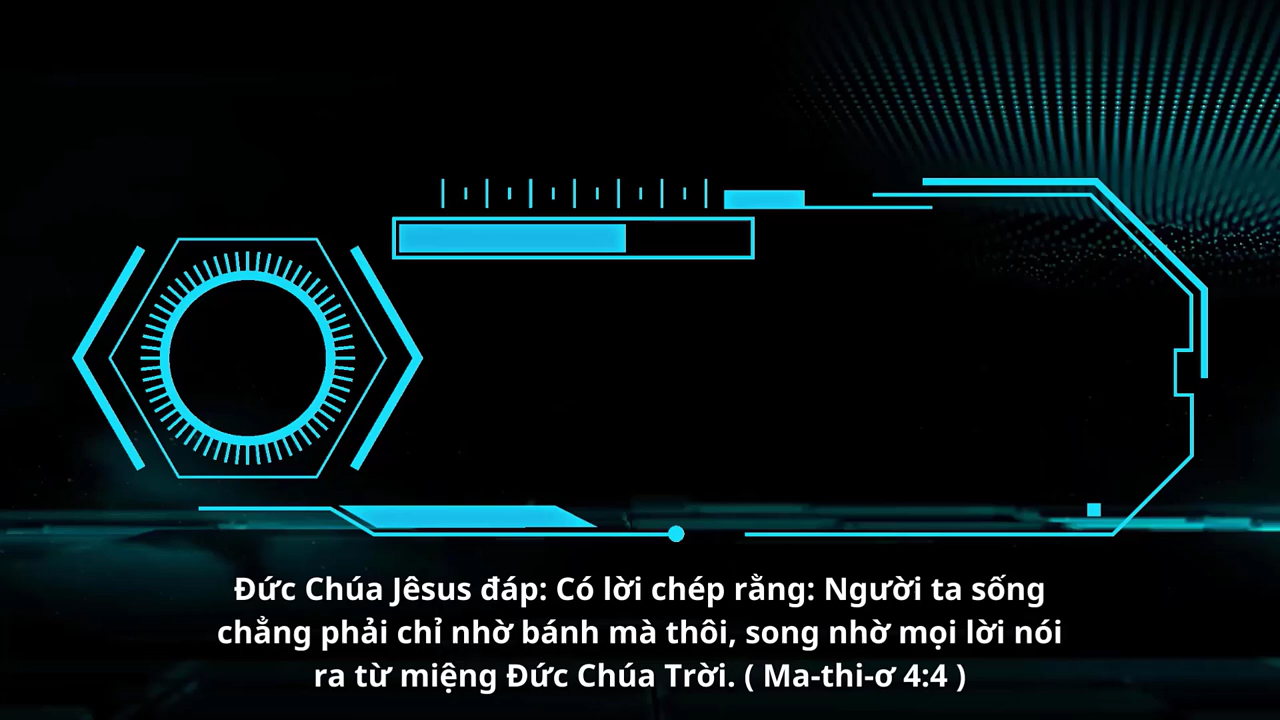 Đức Chúa Jêsus đáp: Có lời chép rằng: Người ta sống
chẳng phải chỉ nhờ bánh mà thôi, song nhờ mọi lời nói
ra từ miệng Đức Chúa Trời. ( Ma-thi-ơ 4:4 )